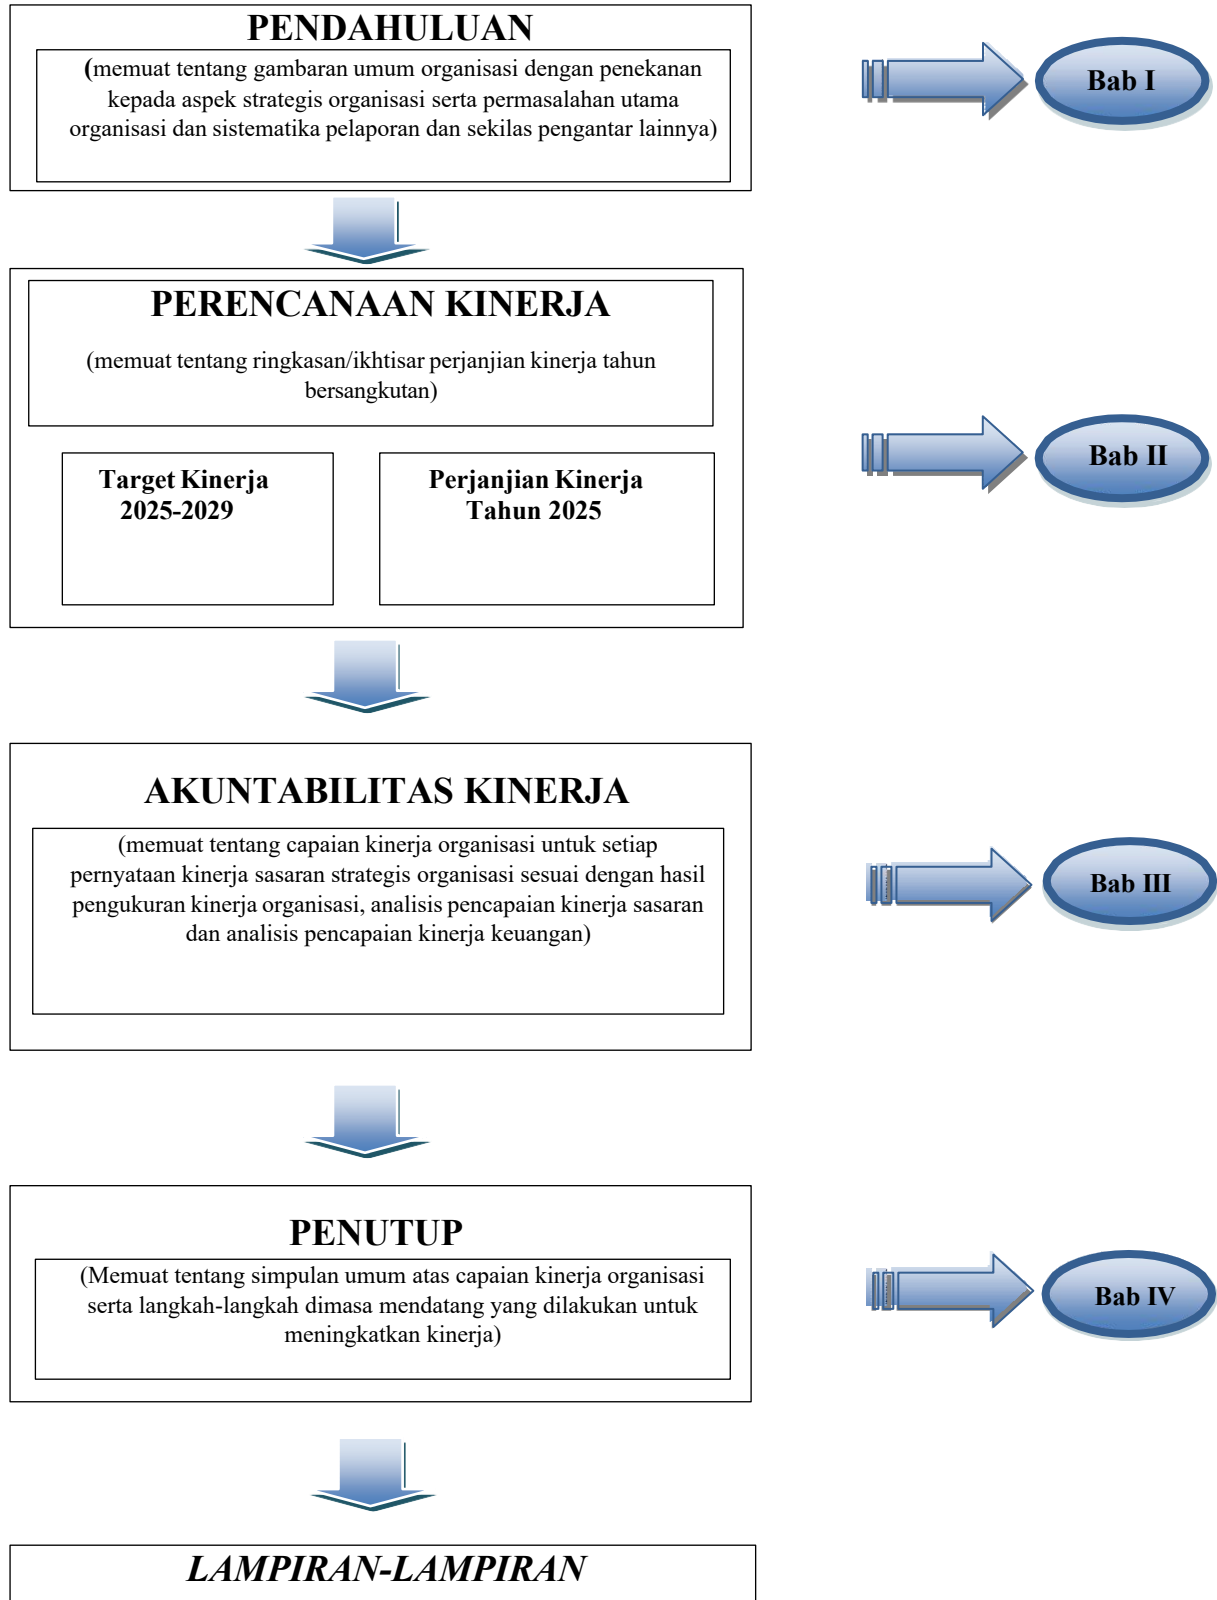 PENDAHULUAN
(memuat tentang gambaran umum organisasi dengan penekanan
kepada aspek strategis organisasi serta permasalahan utama
organisasi dan sistematika pelaporan dan sekilas pengantar lainnya)
Bab I
PERENCANAAN KINERJA
(memuat tentang ringkasan/ikhtisar perjanjian kinerja tahun
bersangkutan)
Bab II
Target Kinerja
2025-2029
Perjanjian Kinerja
Tahun 2025
AKUNTABILITAS KINERJA
(memuat tentang capaian kinerja organisasi untuk setiap
pernyataan kinerja sasaran strategis organisasi sesuai dengan hasil
pengukuran kinerja organisasi, analisis pencapaian kinerja sasaran
dan analisis pencapaian kinerja keuangan)
Bab III
PENUTUP
(Memuat tentang simpulan umum atas capaian kinerja organisasi
serta langkah-langkah dimasa mendatang yang dilakukan untuk
meningkatkan kinerja)
Bab IV
LAMPIRAN-LAMPIRAN